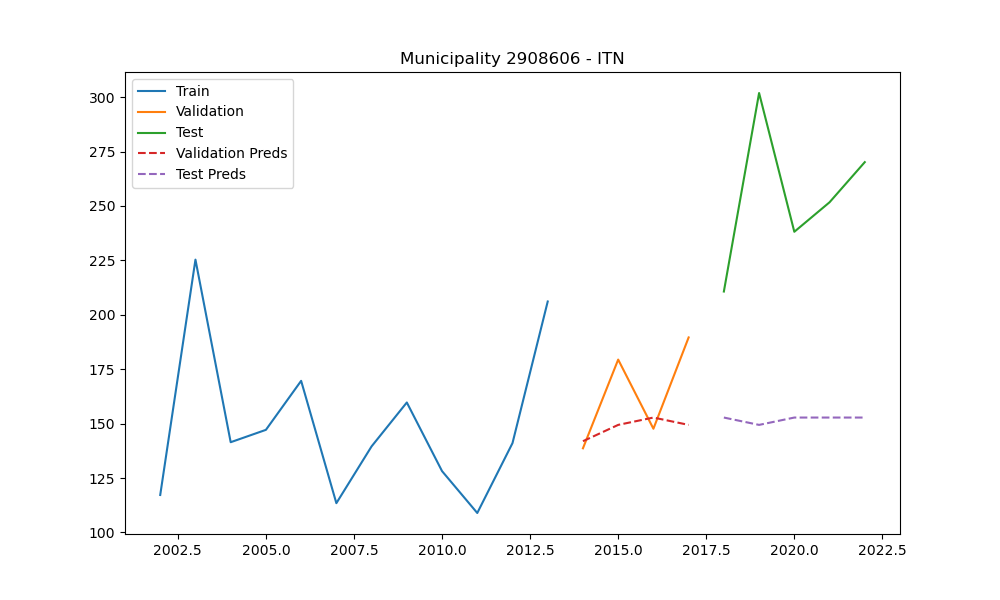 Municipality 2908606 - ITN
Train
Validation
Test
Validation Preds
Test Preds
300
275
250
225
200
175
150
125
100
2002.5 2005.0 2007.5 2010.0 2012.5 2015.0 2017.5 2020.0 2022.5